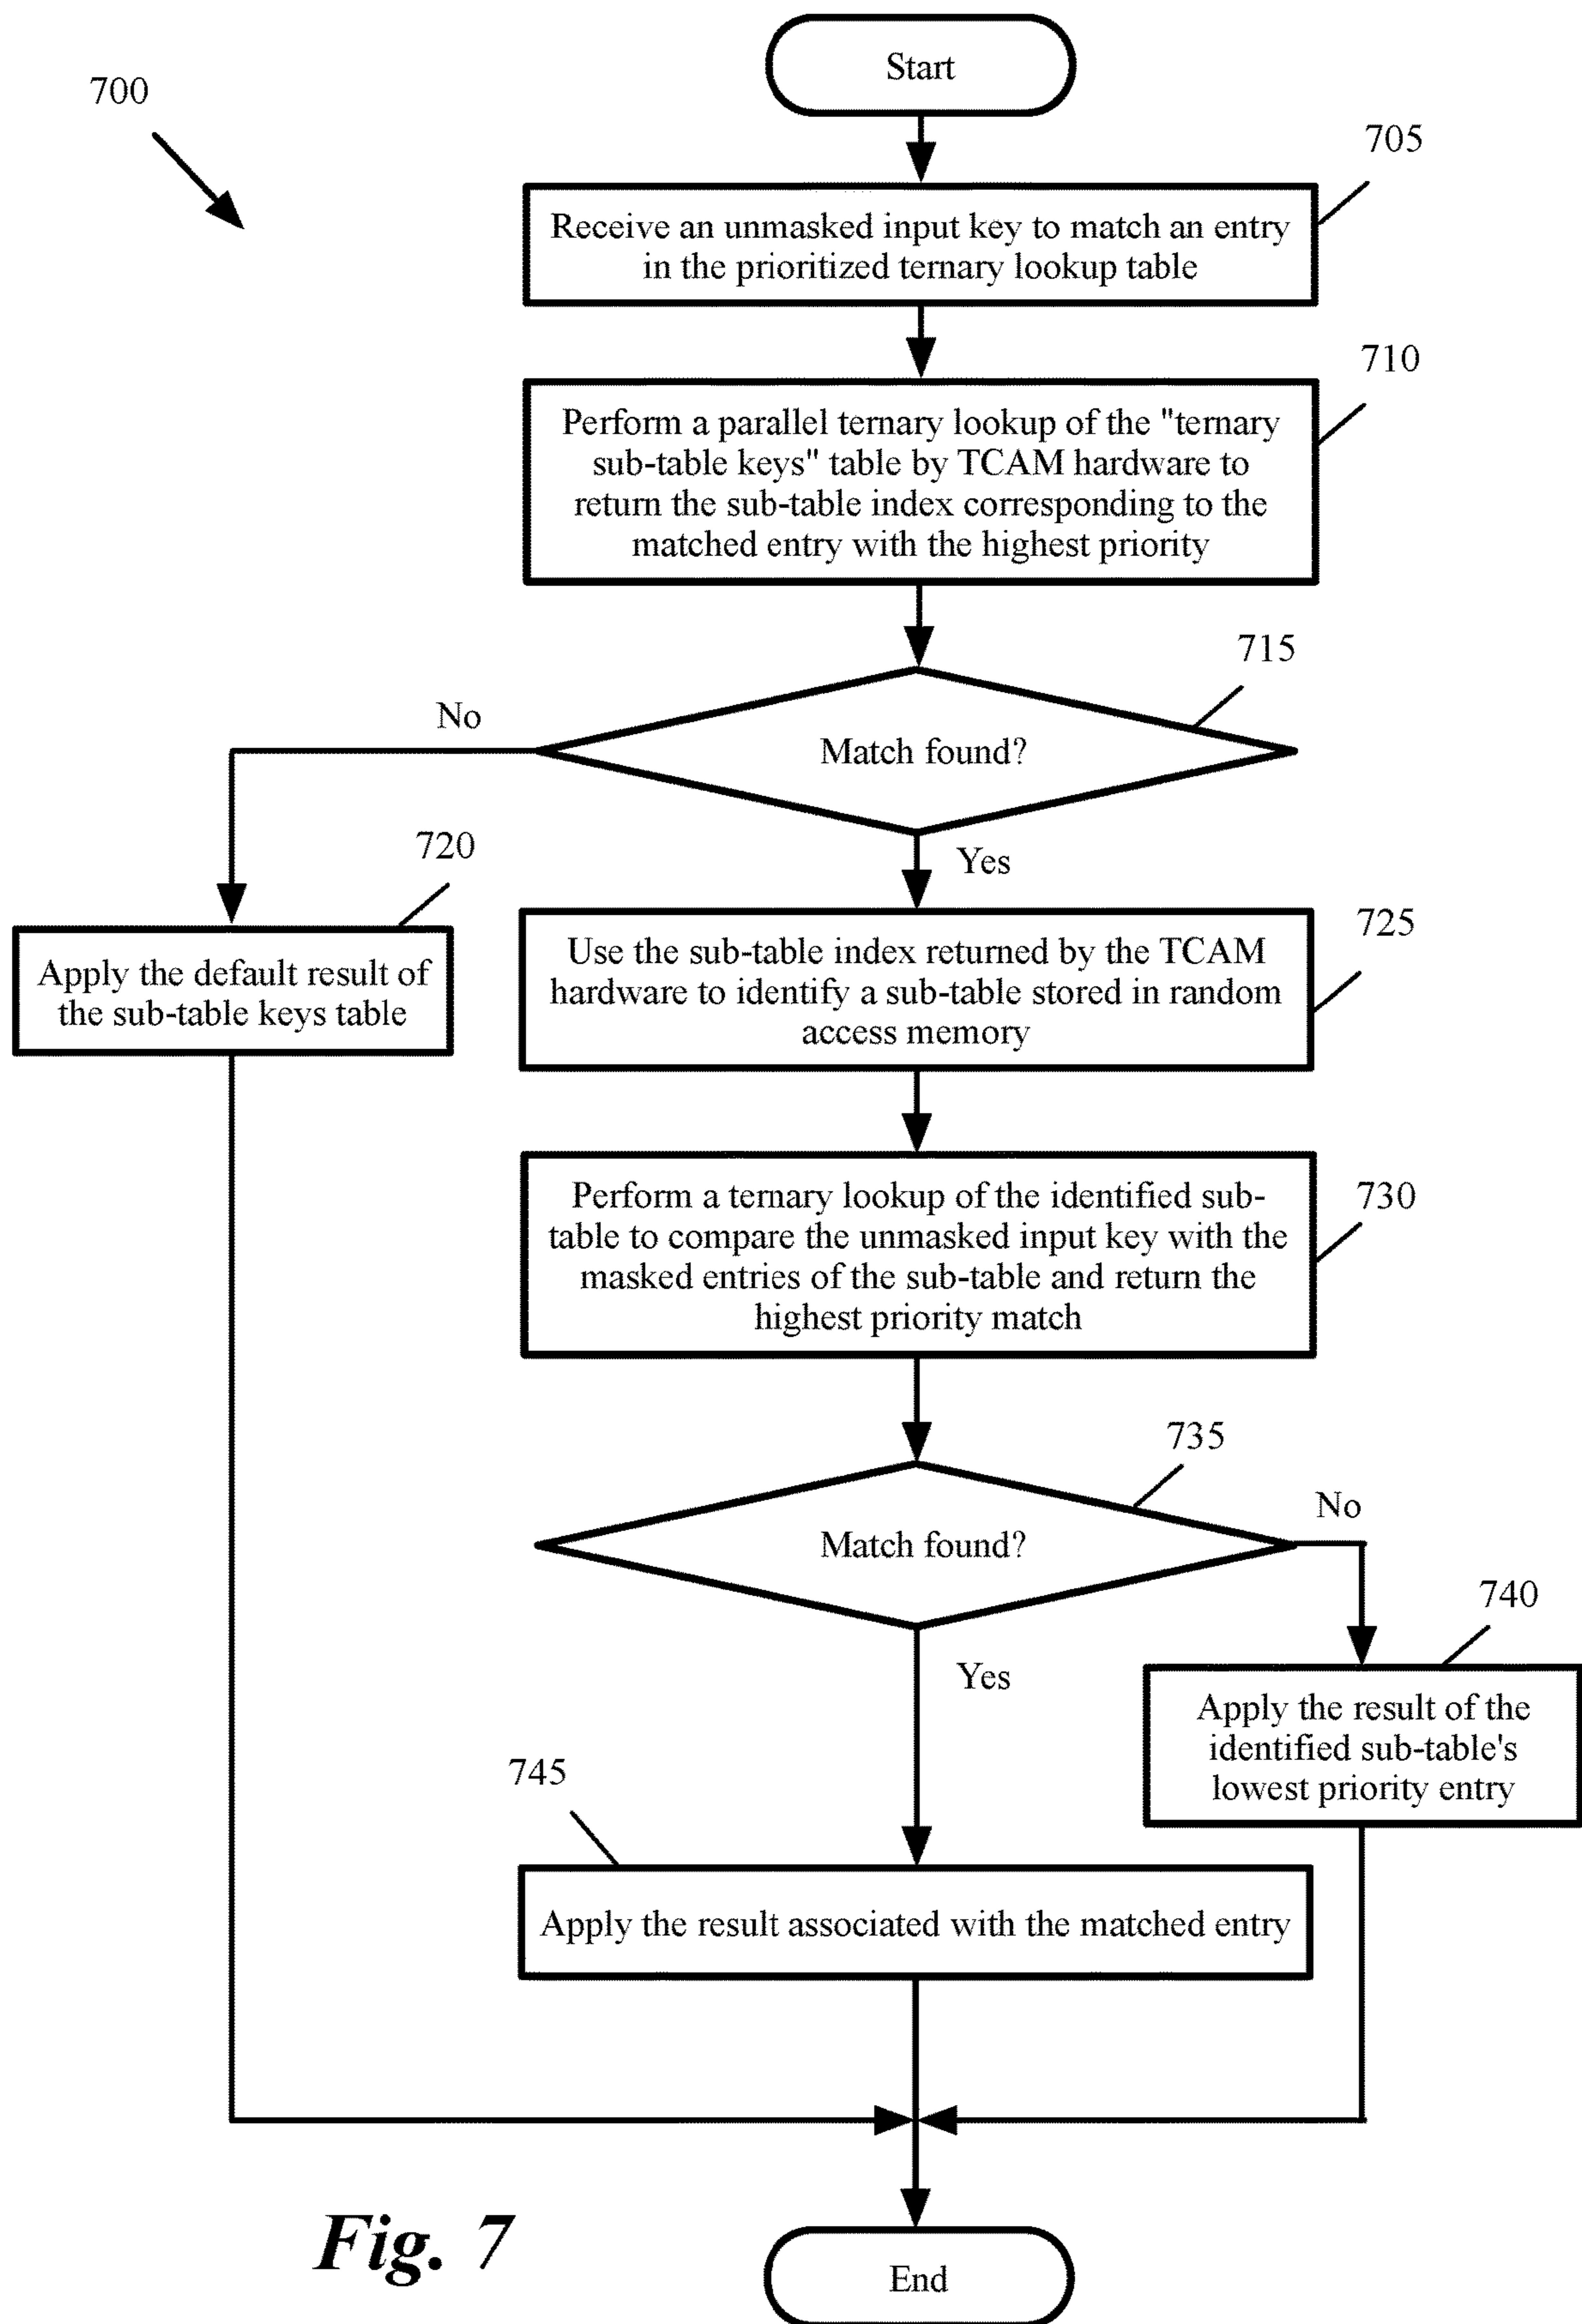 Start
700
705
Receive an unmasked input key to match an entry
in the prioritized ternary lookup table
710
Perform a parallel ternary lookup of the "ternary
sub-table keys" table by TCAM hardware to
return the sub-table index corresponding to the
matched entry with the highest priority
715
No
Match found?
Yes
720
Apply the default result of
the sub-table keys table
725
Use the sub-table index returned by the TCAM
hardware to identify a sub-table stored in random
access memory
730
Perform a ternary lookup of the identified sub-
table to compare the unmasked input key with the
masked entries of the sub-table and return the
highest priority match
735
No
Match found?
Yes
740
Apply the result of the
identified sub-table's
lowest priority entry
745
Apply the result associated with the matched entry
Fig. 7
End